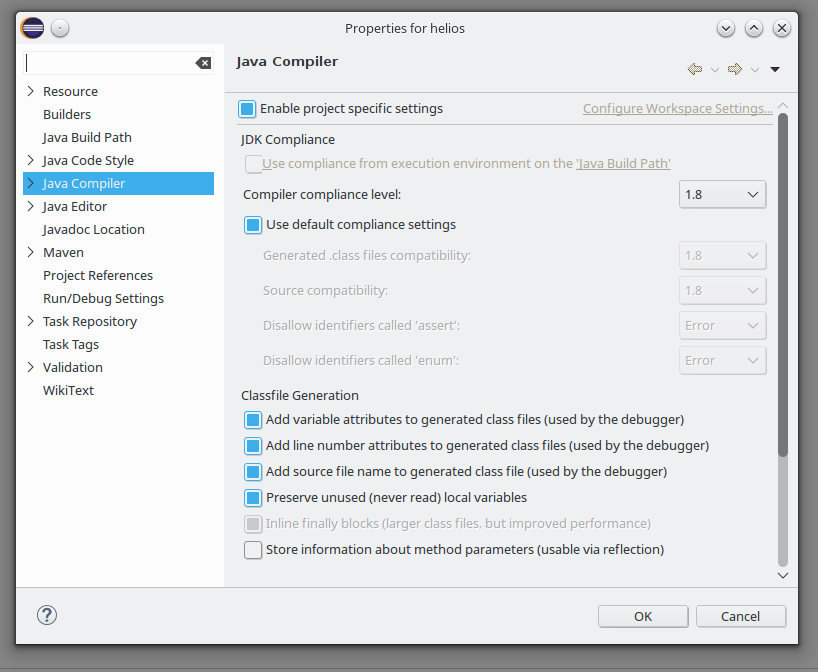 Properties for helios
Java Compiler
Resource
Builders
Java Build Path
Java Code Style
Java Compiler
Java Editor
Javadoc Location
Maven
Project References
Run/Debug Settings
Task Repository
Task Tags
Validation
WikiText
Enable project specific settings Configure Workspace Settings...
JDK Compliance
Use compliance from execution environment on the 'Java Build Path'
Compiler compliance level: 1.8
Use default compliance settings
Generated .class files compatibility: 1.8
Source compatibility: 1.8
Disallow identifiers called 'assert': Error
Disallow identifiers called 'enum': Error
Classfile Generation
Add variable attributes to generated class files (used by the debugger)
Add line number attributes to generated class files (used by the debugger)
Add source file name to generated class file (used by the debugger)
Preserve unused (never read) local variables
Inline finally blocks (larger class files, but improved performance)
Store information about method parameters (usable via reflection)
? OK Cancel